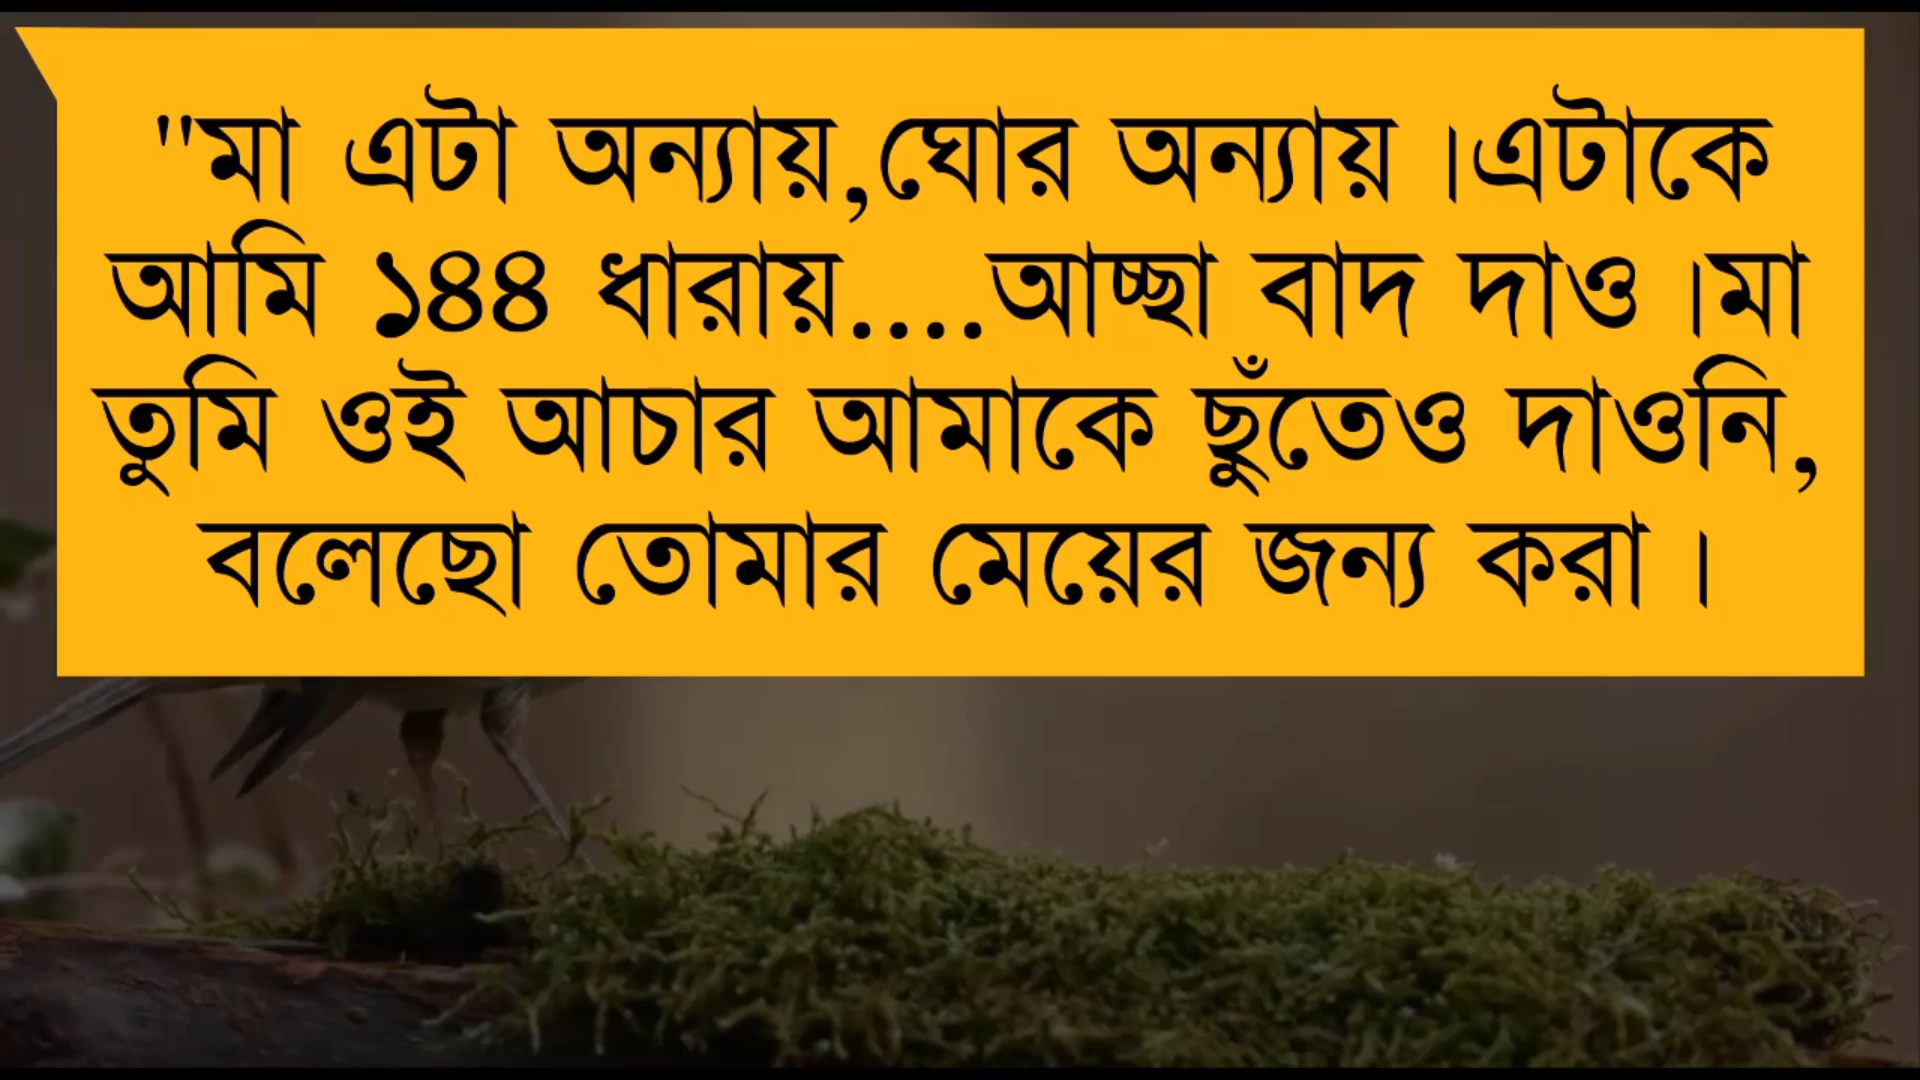 "মা এটা অন্যায়,ঘোর অন্যায় ।এটাকে
আমি ১৪৪ ধারায়....আচ্ছা বাদ দাও ।মা
তুমি ওই আচার আমাকে ছুঁতেও দাওনি,
বলেছো তোমার মেয়ের জন্য করা ।